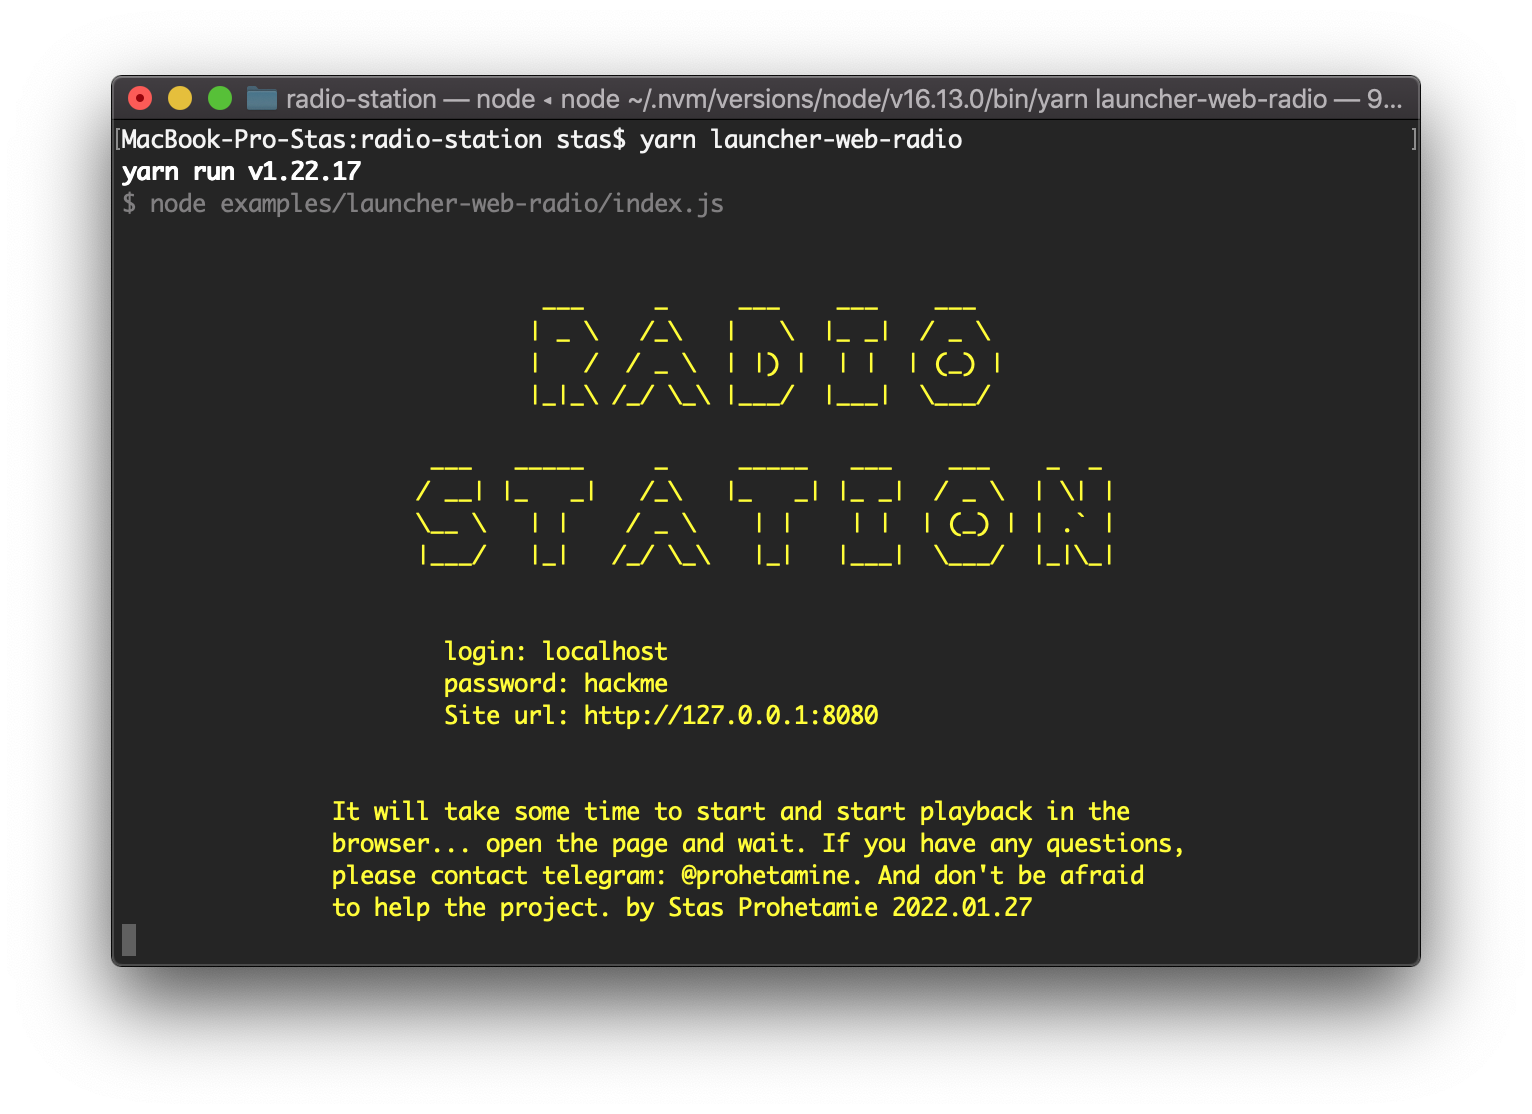 radio-station — node ◂ node ~/.nvm/versions/node/v16.13.0/bin/yarn launcher-web-radio — 9...
[MacBook-Pro-Stas:radio-station stas$ yarn launcher-web-radio ]
yarn run v1.22.17
$ node examples/launcher-web-radio/index.js
RADIO
STATION
login: localhost
password: hackme
Site url: http://127.0.0.1:8080
It will take some time to start and start playback in the
browser... open the page and wait. If you have any questions,
please contact telegram: @prohetamine. And don't be afraid
to help the project. by Stas Prohetamie 2022.01.27